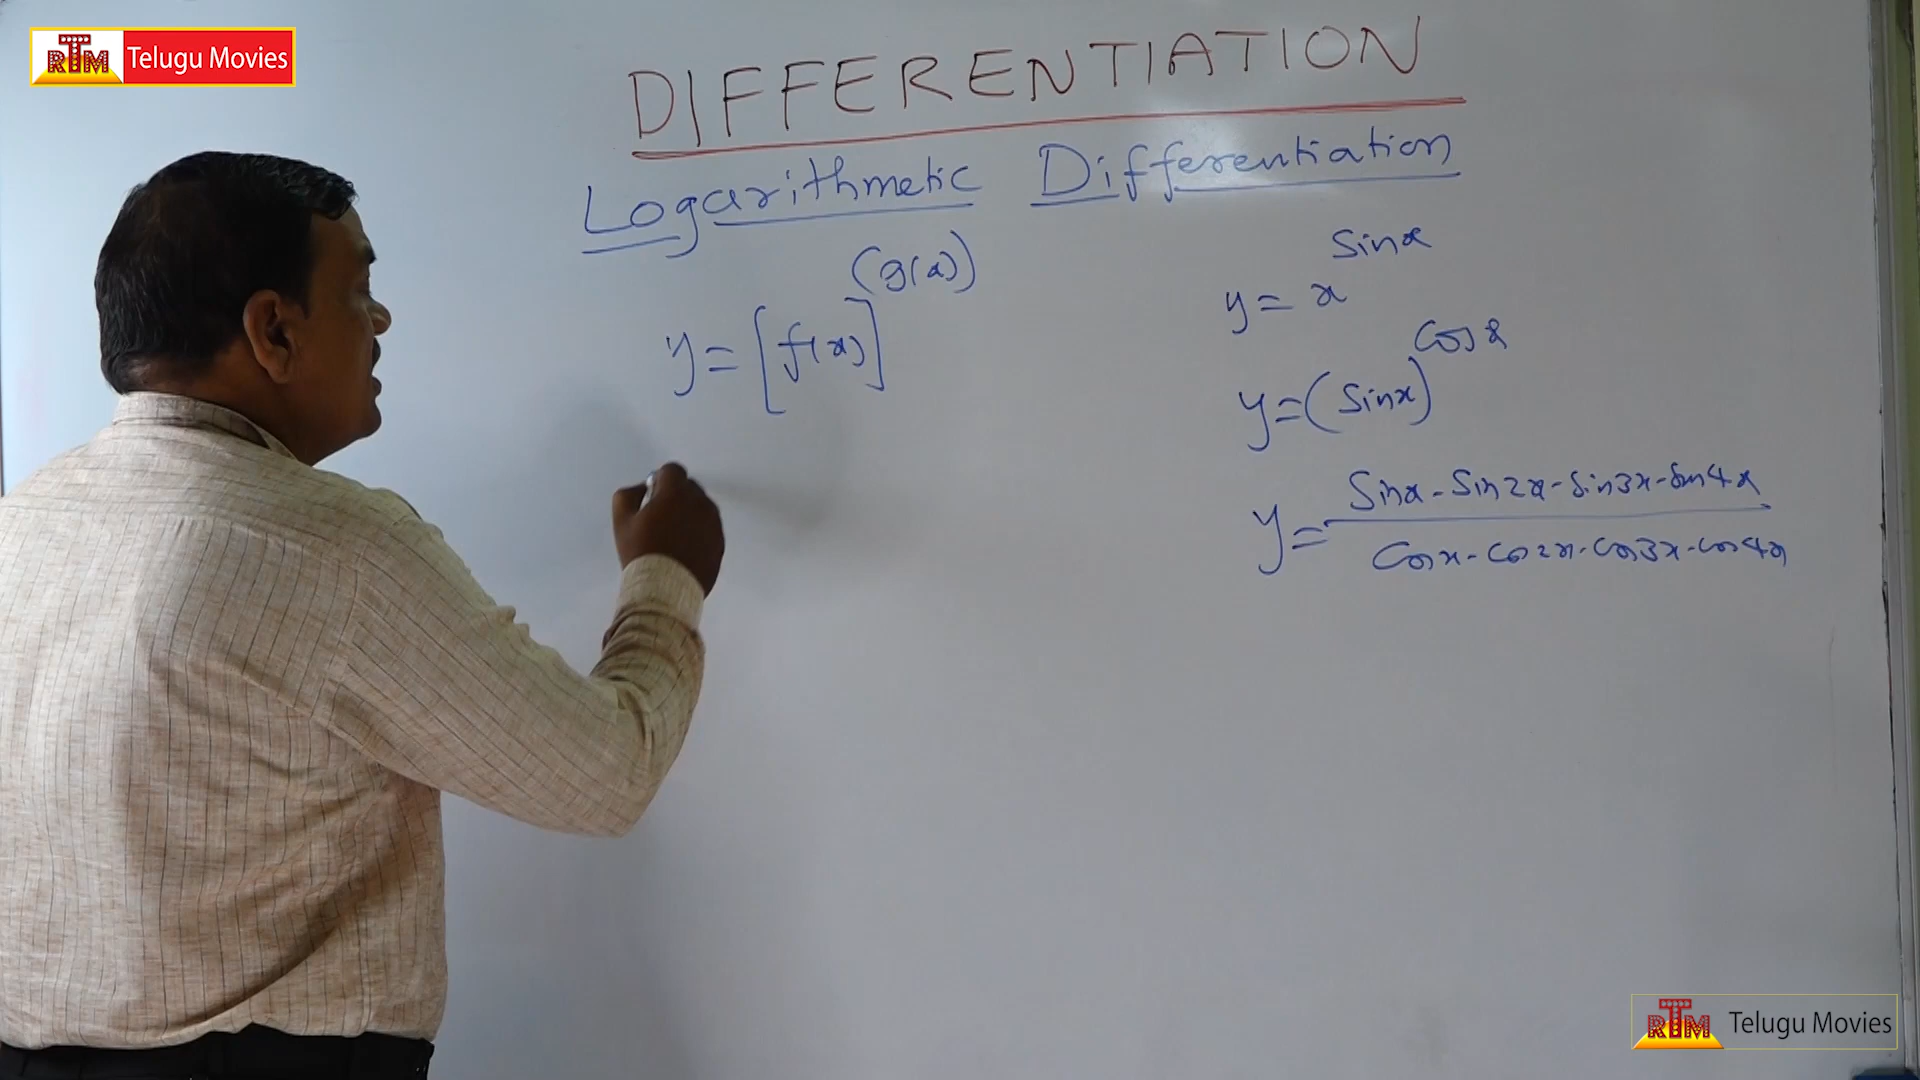 RTM Telugu Movies
DIFFERENTIATION
Logarithmetic Differentiation
y = [f(x)]^(g(x))
y = x^sinx
y = (sinx)^cosx
y = sinx · sin2x · sin3x · sin4x
cosx · cos2x · cos3x · cos4x
RTM Telugu Movies